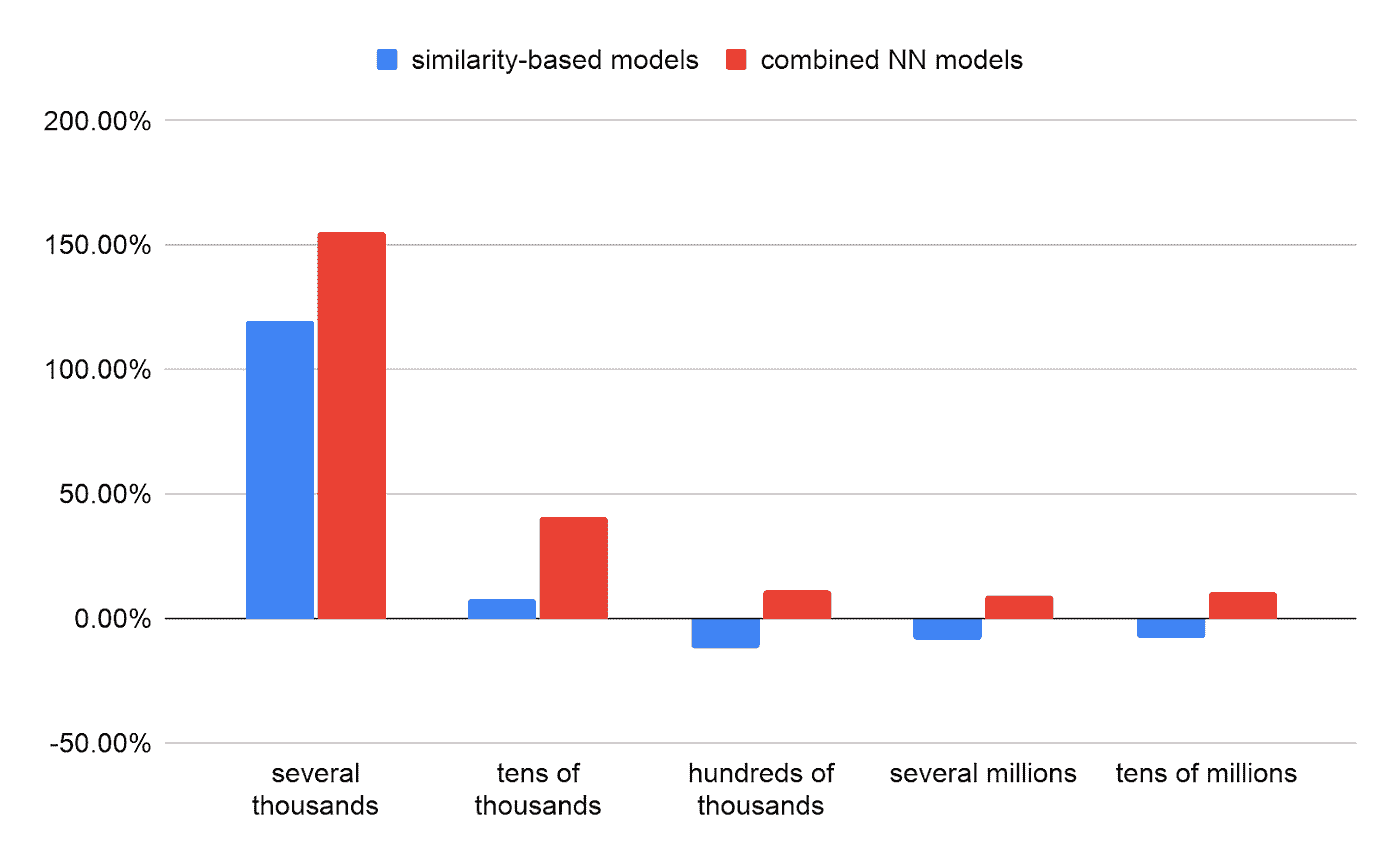 similarity-based models combined NN models
200.00%
150.00%
100.00%
50.00%
0.00%
-50.00%
several thousands
tens of thousands
hundreds of thousands
several millions
tens of millions